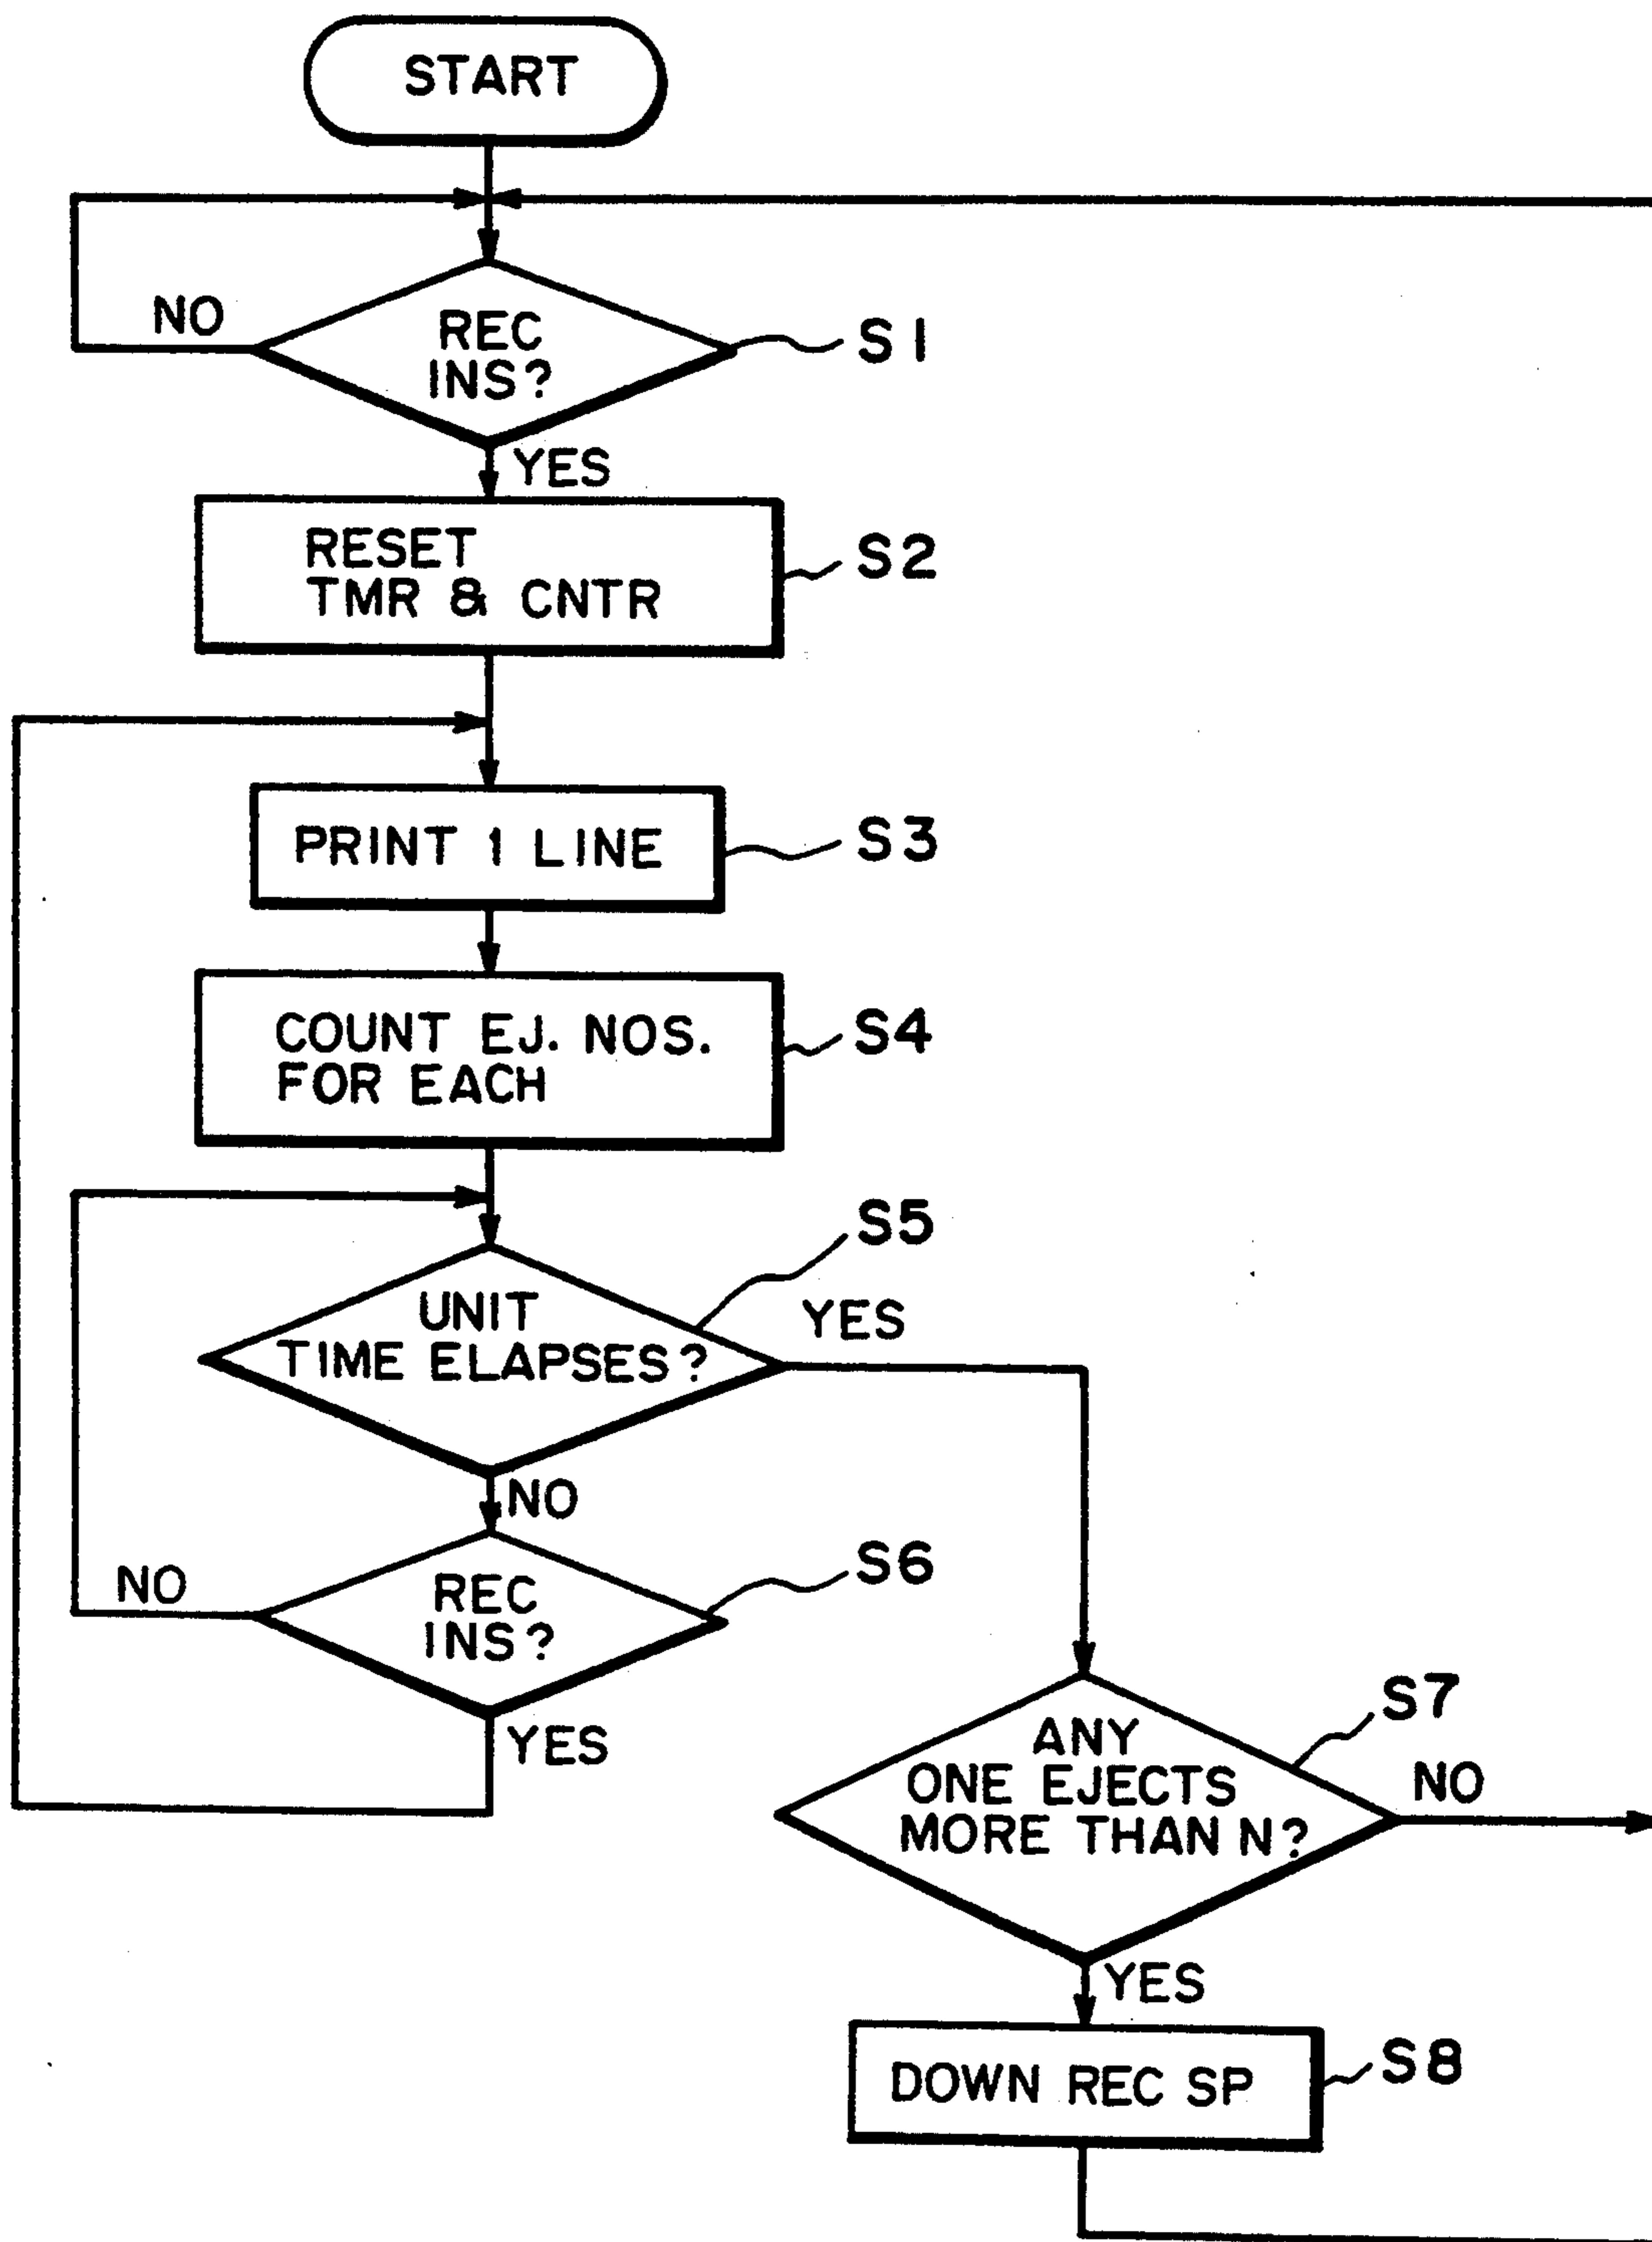 START
NO
REC
INS?
S1
YES
RESET
TMR & CNTR
S2
PRINT 1 LINE
S3
COUNT EJ. NOS.
FOR EACH
S4
S5
UNIT
TIME ELAPSES?
YES
NO
NO
REC
INS?
S6
YES
S7
ANY
ONE EJECTS
MORE THAN N?
NO
YES
DOWN REC SP
S8